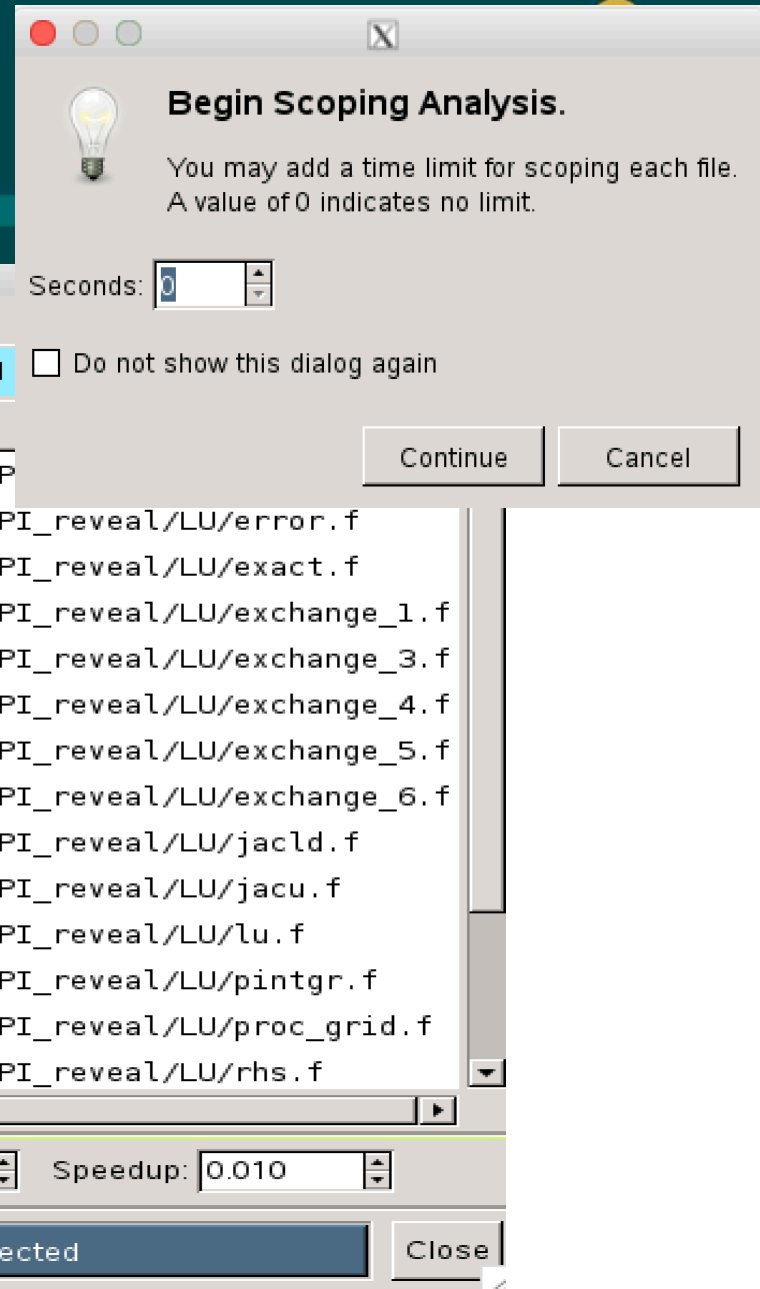 Begin Scoping Analysis.
You may add a time limit for scoping each file.
A value of 0 indicates no limit.
Seconds: 0
Do not show this dialog again
Continue Cancel
PI_reveal/LU/error.f
PI_reveal/LU/exact.f
PI_reveal/LU/exchange_1.f
PI_reveal/LU/exchange_3.f
PI_reveal/LU/exchange_4.f
PI_reveal/LU/exchange_5.f
PI_reveal/LU/exchange_6.f
PI_reveal/LU/jacld.f
PI_reveal/LU/jacu.f
PI_reveal/LU/lu.f
PI_reveal/LU/pintgr.f
PI_reveal/LU/proc_grid.f
PI_reveal/LU/rhs.f
Speedup: 0.010
ected Close